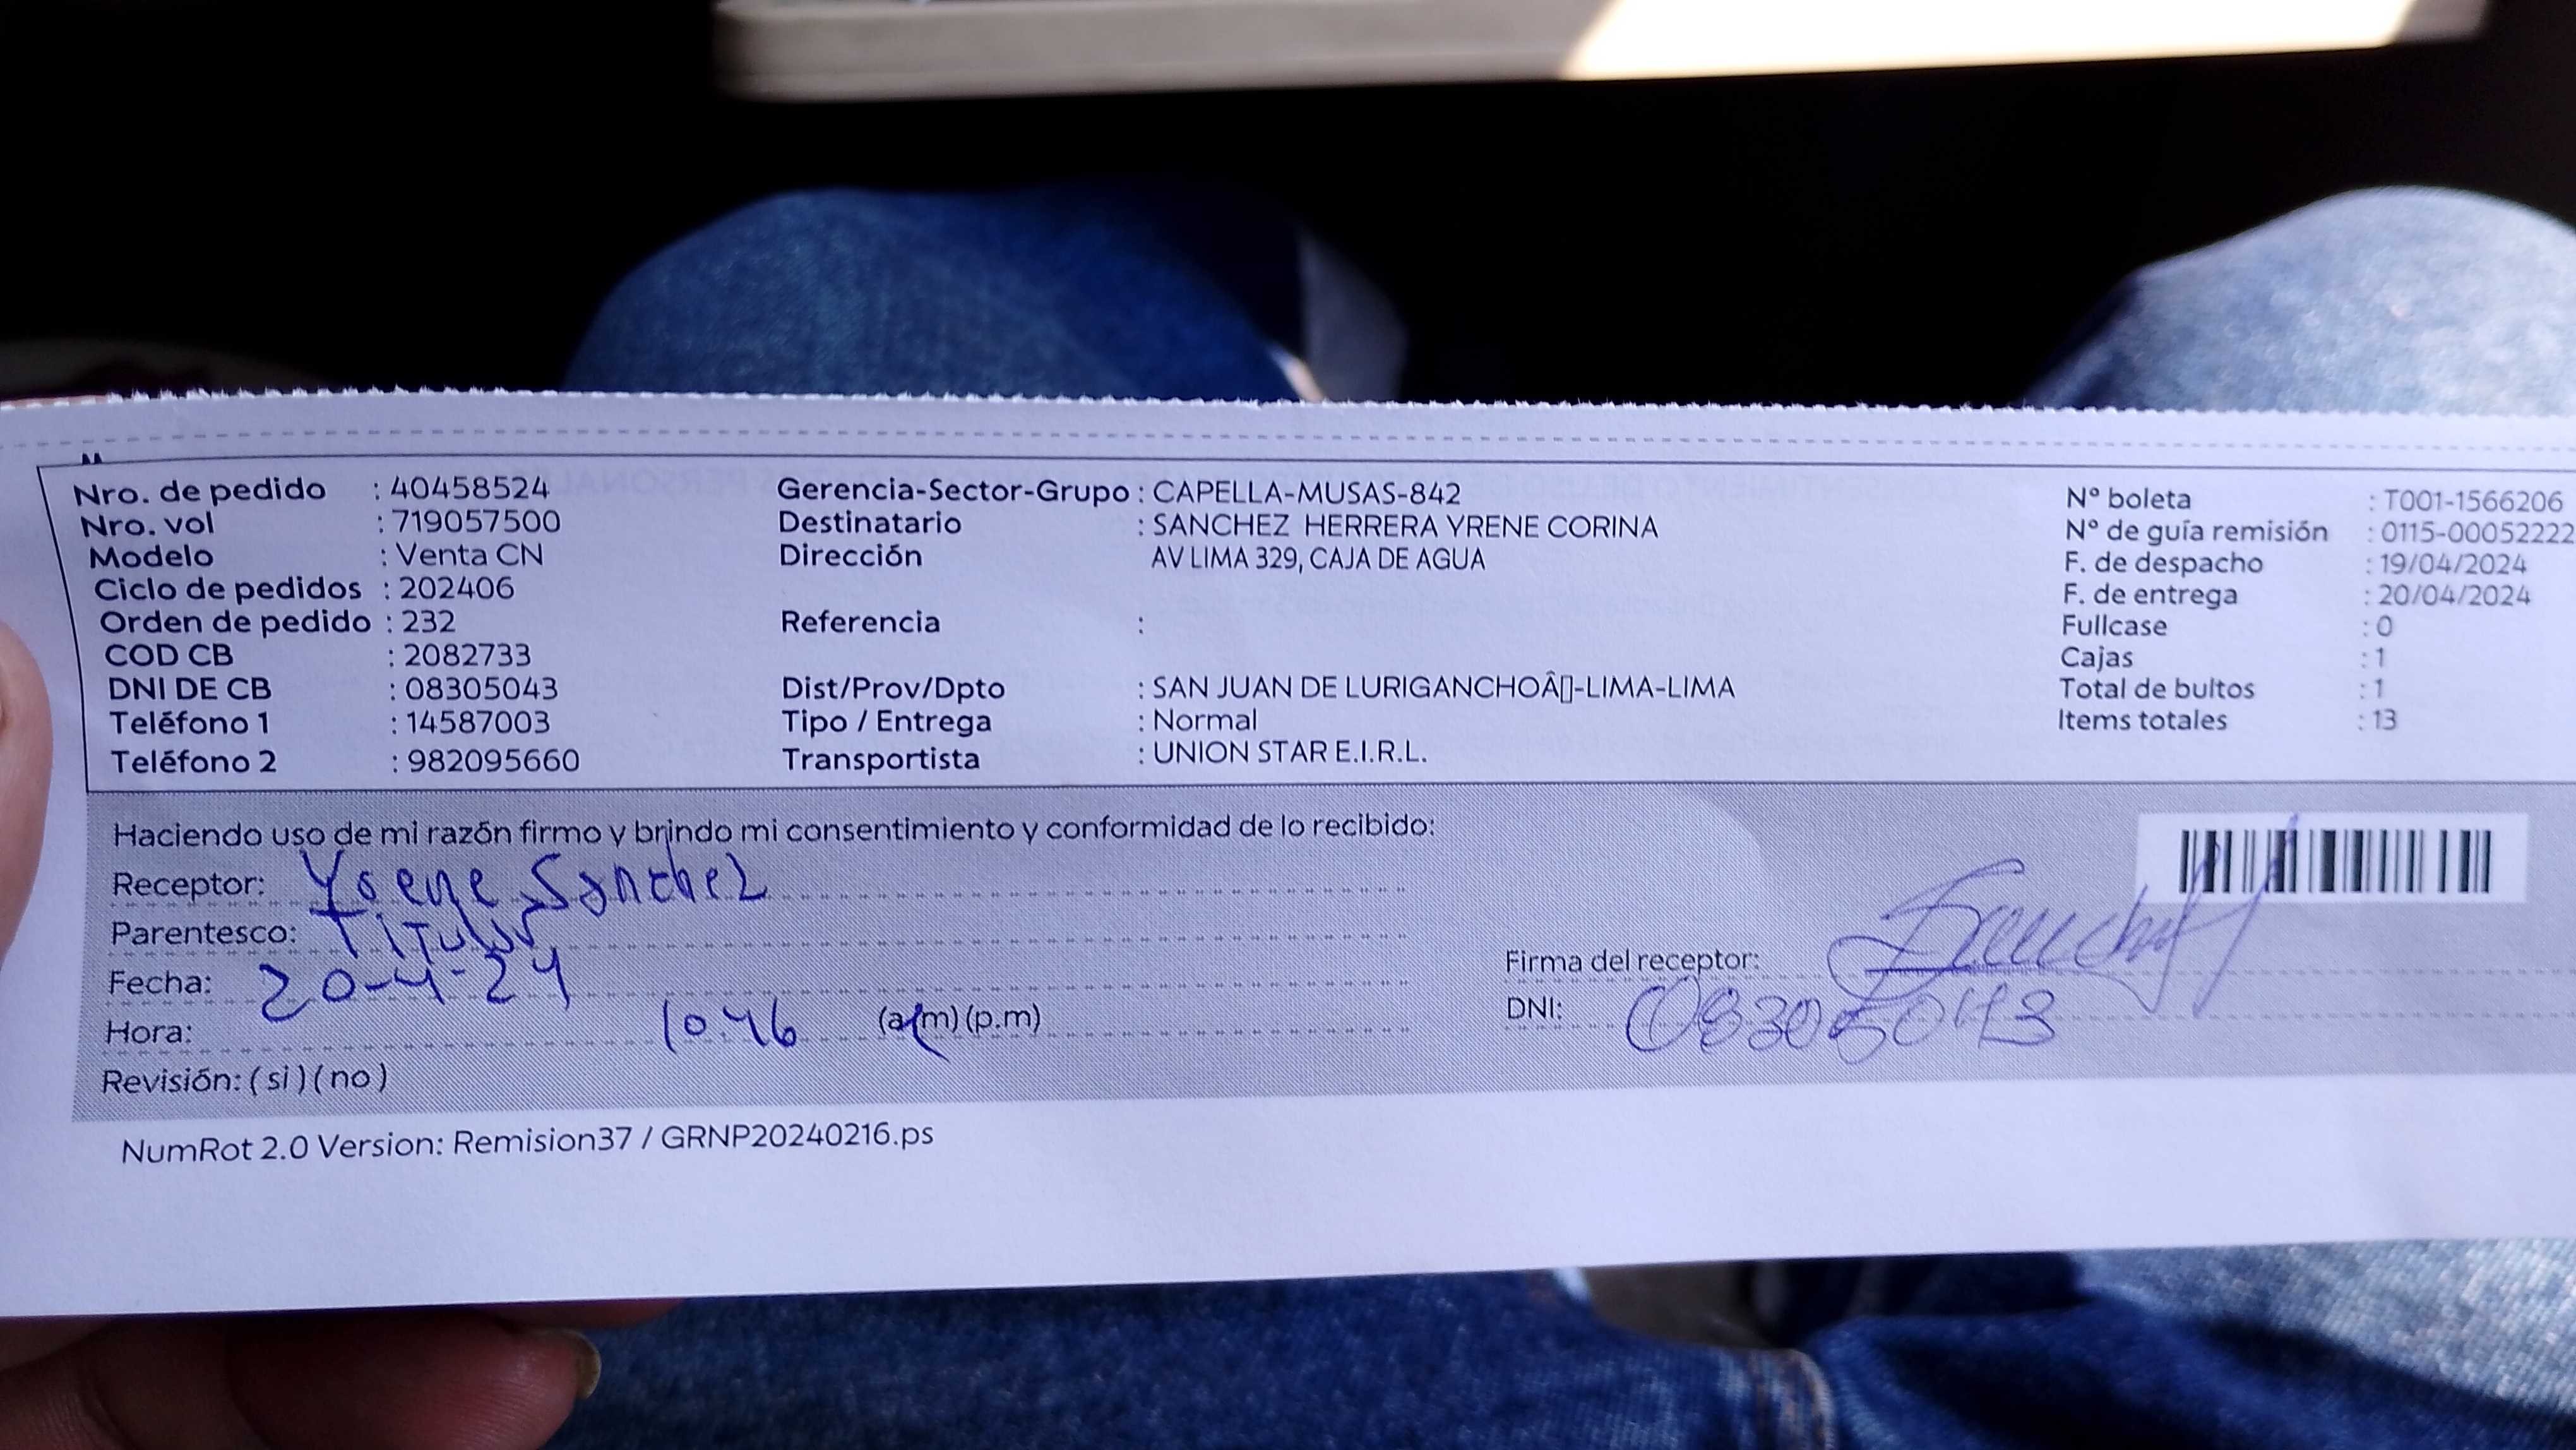 Nro. de pedido : 40458524
Nro. vol : 719057500
Modelo : Venta CN
Ciclo de pedidos : 202406
Orden de pedido : 232
COD CB : 2082733
DNI DE CB : 08305043
Teléfono 1 : 14587003
Teléfono 2 : 982095660
Gerencia-Sector-Grupo : CAPELLA-MUSAS-842
Destinatario : SANCHEZ HERRERA YRENE CORINA
Dirección AV LIMA 329, CAJA DE AGUA
Referencia :
Dist/Prov/Dpto : SAN JUAN DE LURIGANCHOÂ[]-LIMA-LIMA
Tipo / Entrega : Normal
Transportista : UNION STAR E.I.R.L.
N° boleta : T001-1566206
N° de guía remisión : 0115-00052222
F. de despacho : 19/04/2024
F. de entrega : 20/04/2024
Fullcase : 0
Cajas : 1
Total de bultos : 1
Items totales : 13
Haciendo uso de mi razón firmo y brindo mi consentimiento y conformidad de lo recibido:
Receptor: Yrene Sanchez
Parentesco: Titular
Fecha: 20-4-24
Hora: 10:46 (a.m) (p.m)
Revisión: ( si ) ( no )
Firma del receptor:
DNI: 08305043
NumRot 2.0 Version: Remision37 / GRNP20240216.ps